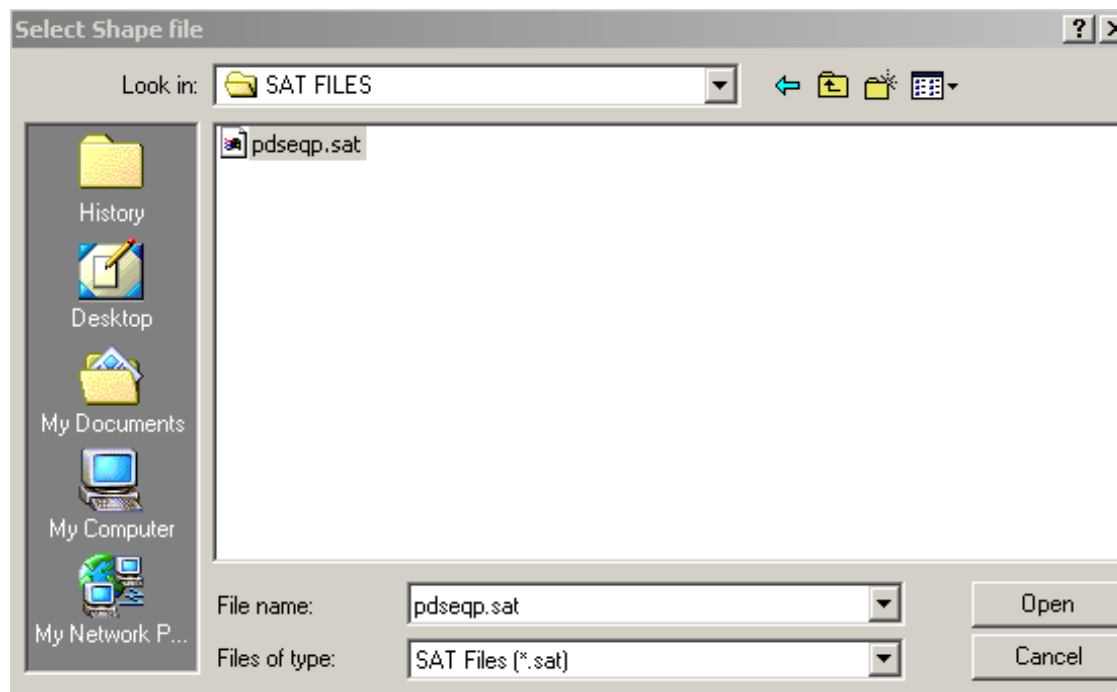 Select Shape file
Look in: SAT FILES
pdseqp.sat
History
Desktop
My Documents
My Computer
My Network P...
File name: pdseqp.sat Open
Files of type: SAT Files (*.sat) Cancel